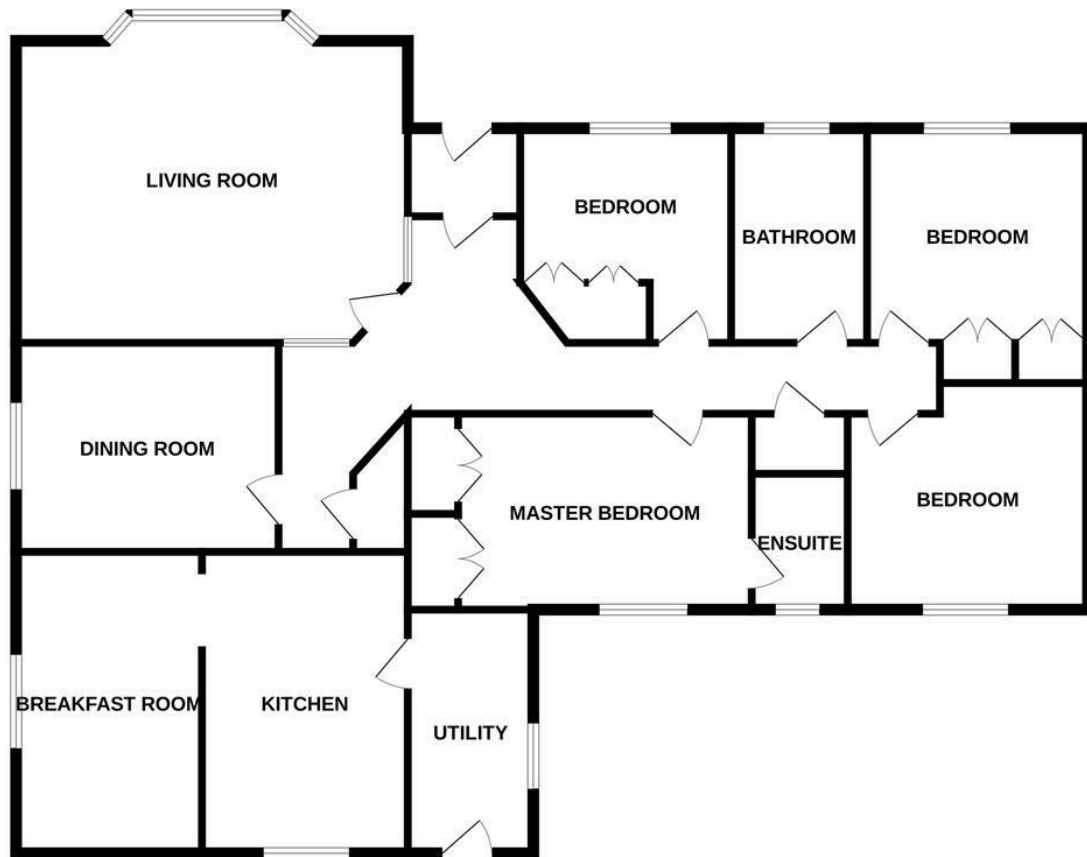 LIVING ROOM
BEDROOM
BATHROOM
BEDROOM
DINING ROOM
MASTER BEDROOM
ENSUITE
BEDROOM
BREAKFAST ROOM
KITCHEN
UTILITY